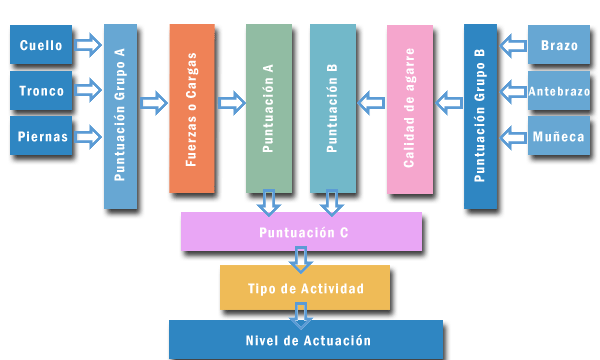 Cuello
Tronco
Piernas
Puntuación Grupo A
Fuerzas o Cargas
Puntuación A
Puntuación B
Calidad de agarre
Puntuación Grupo B
Brazo
Antebrazo
Muñeca
Puntuación C
Tipo de Actividad
Nivel de Actuación